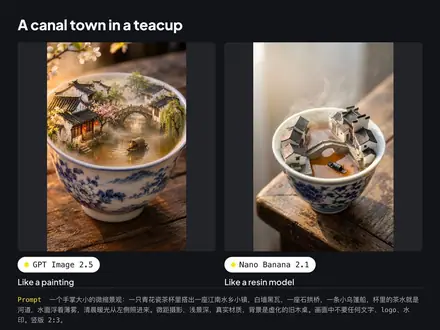 A canal town in a teacup
GPT Image 2.5
Nano Banana 2.1
Like a painting
Like a resin model
Prompt 一个手掌大小的微缩景观：一只青花瓷茶杯里搭出一座江南水乡小镇，白墙黑瓦，一座石拱桥，一条小乌篷船，杯里的茶水就是
河道，水面浮着薄雾，清晨暖光从左侧照进来。微距摄影，浅景深，真实材质，背景是虚化的旧木桌，画面中不要任何文字、logo、水
印。竖版 2:3。